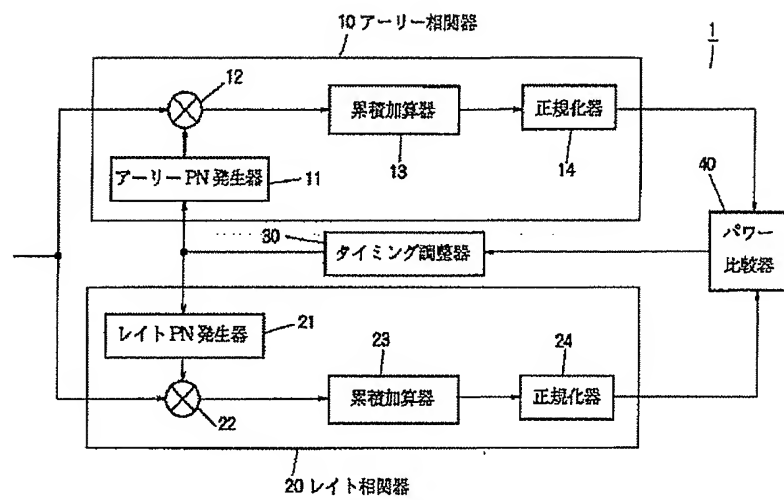 10 アーリー相関器
1
12
累積加算器
正規化器
13
14
アーリーPN発生器
11
40
パワー
比較器
30
タイミング調整器
レイトPN発生器
21
23
24
累積加算器
正規化器
22
20 レイト相関器